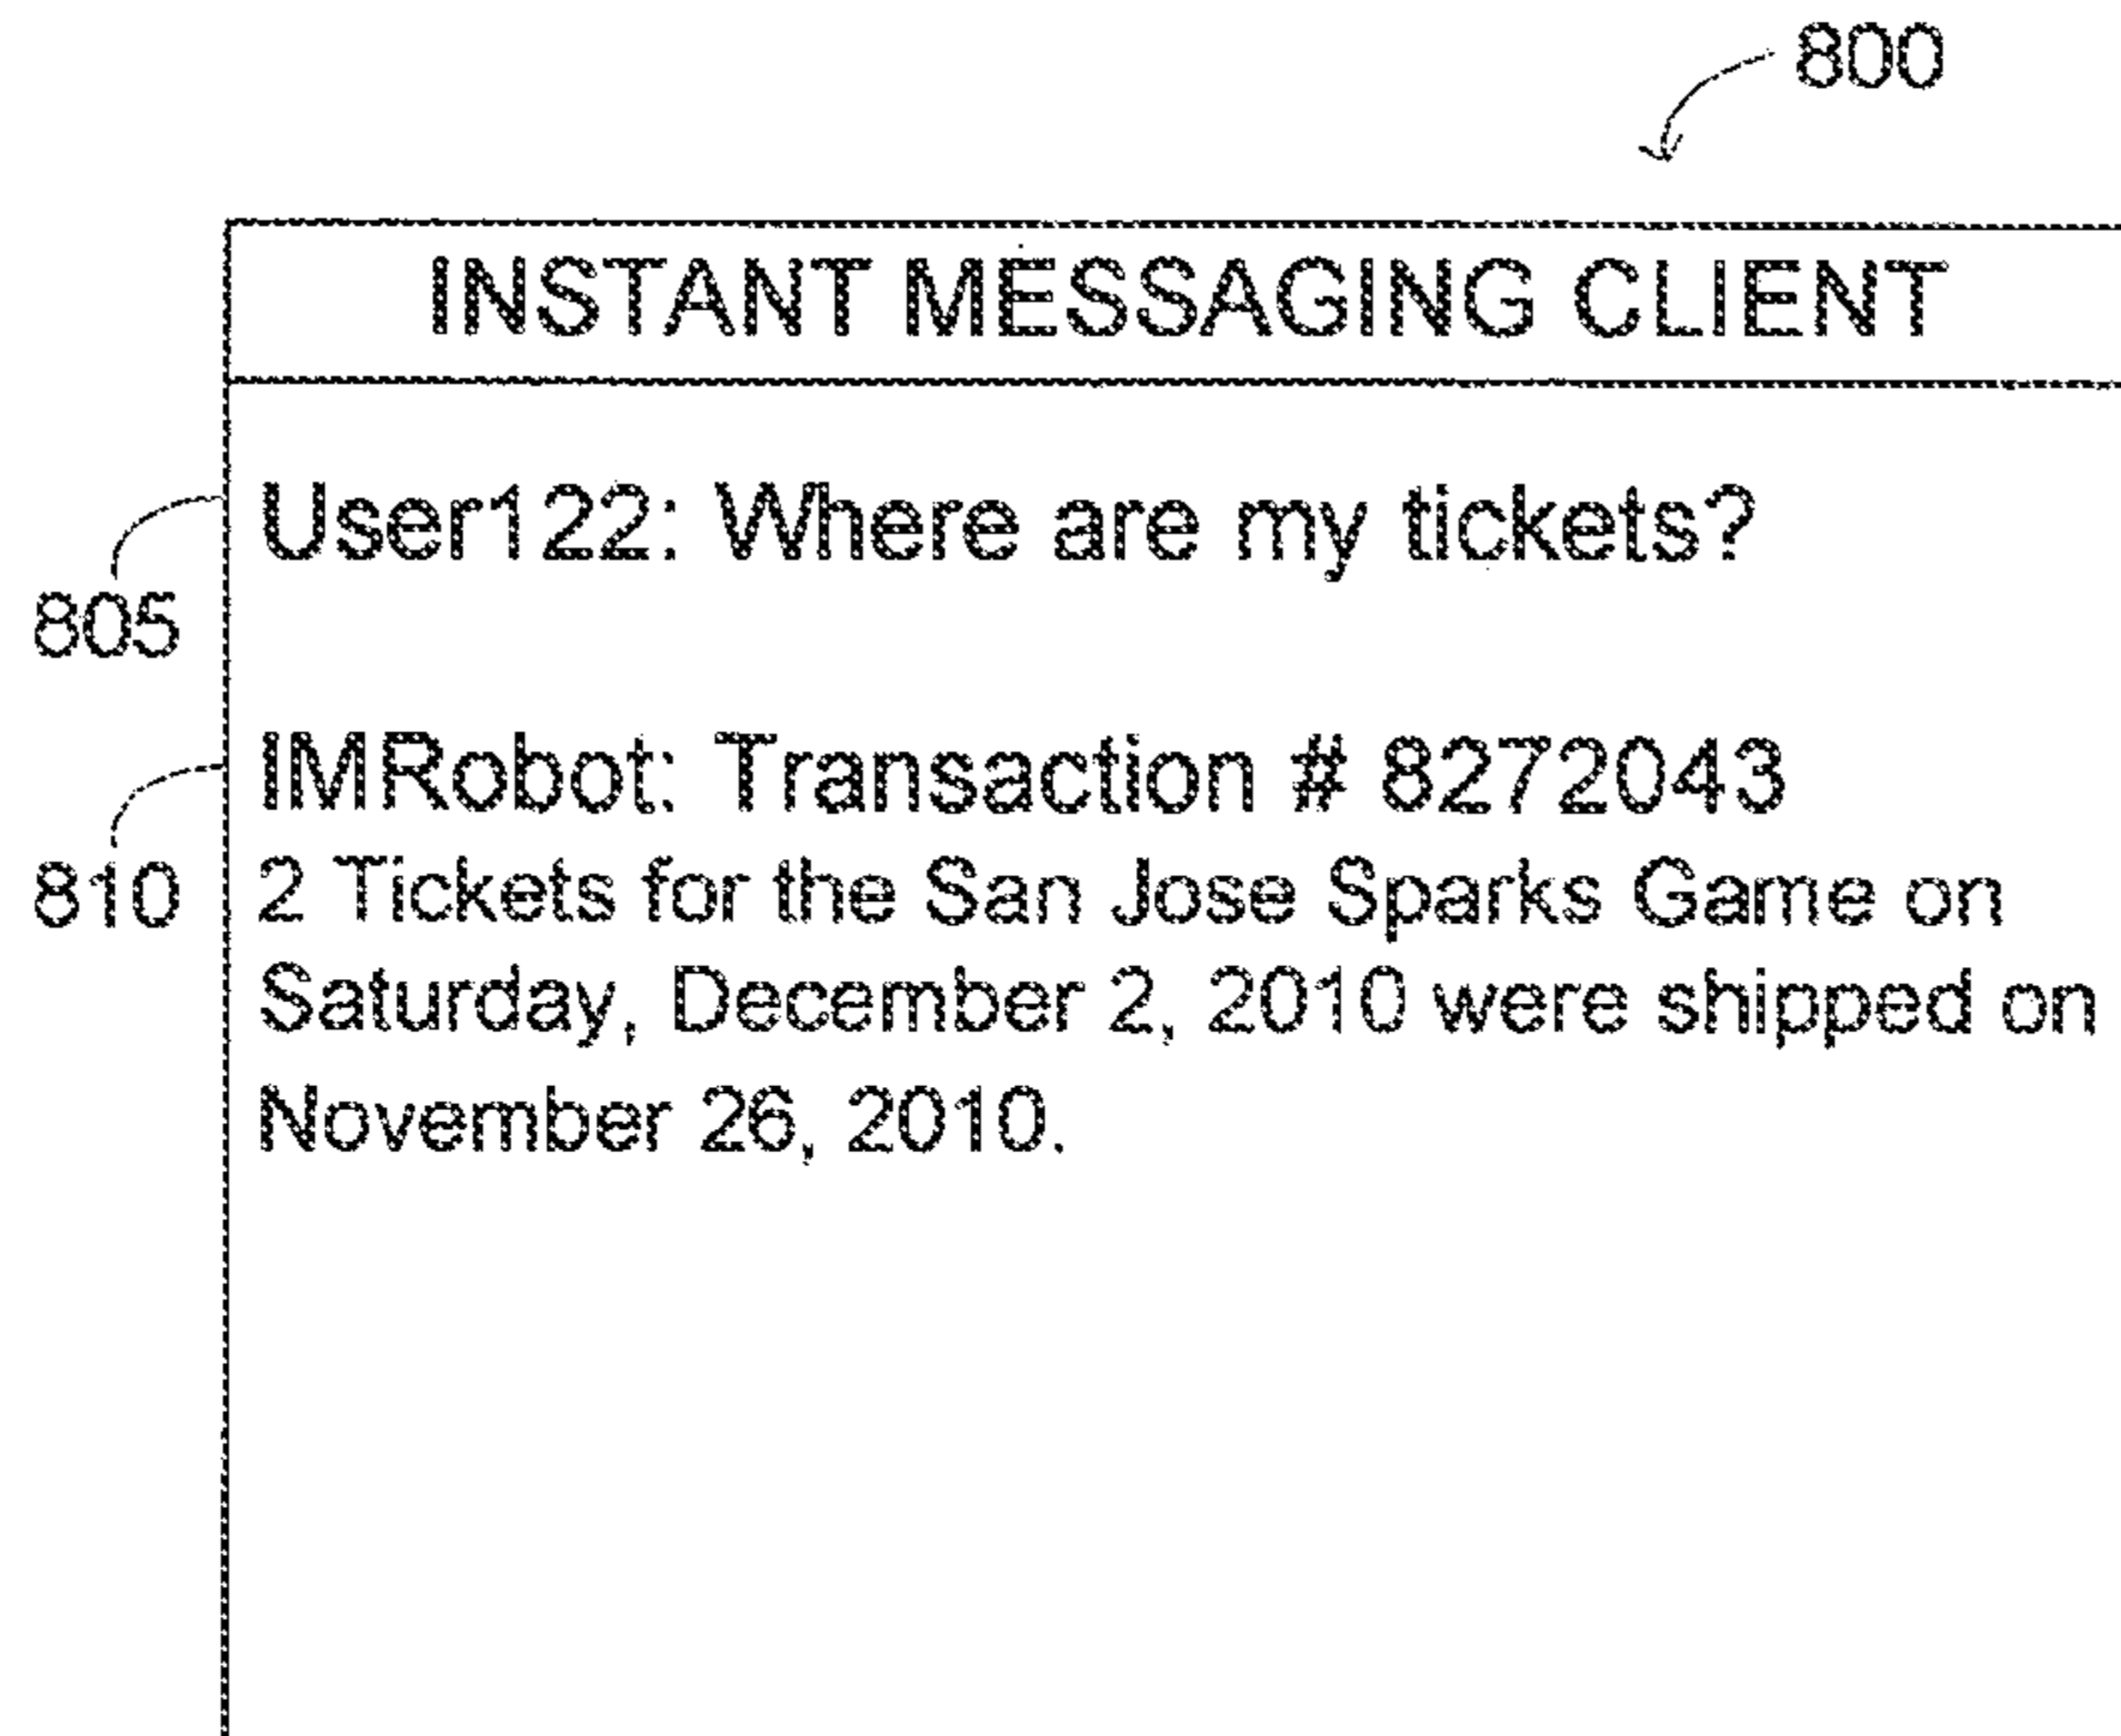 800
INSTANT MESSAGING CLIENT
User122: Where are my tickets?
805
IMRobot: Transaction # 8272043
810
2 Tickets for the San Jose Sparks Game on
Saturday, December 2, 2010 were shipped on
November 26, 2010.